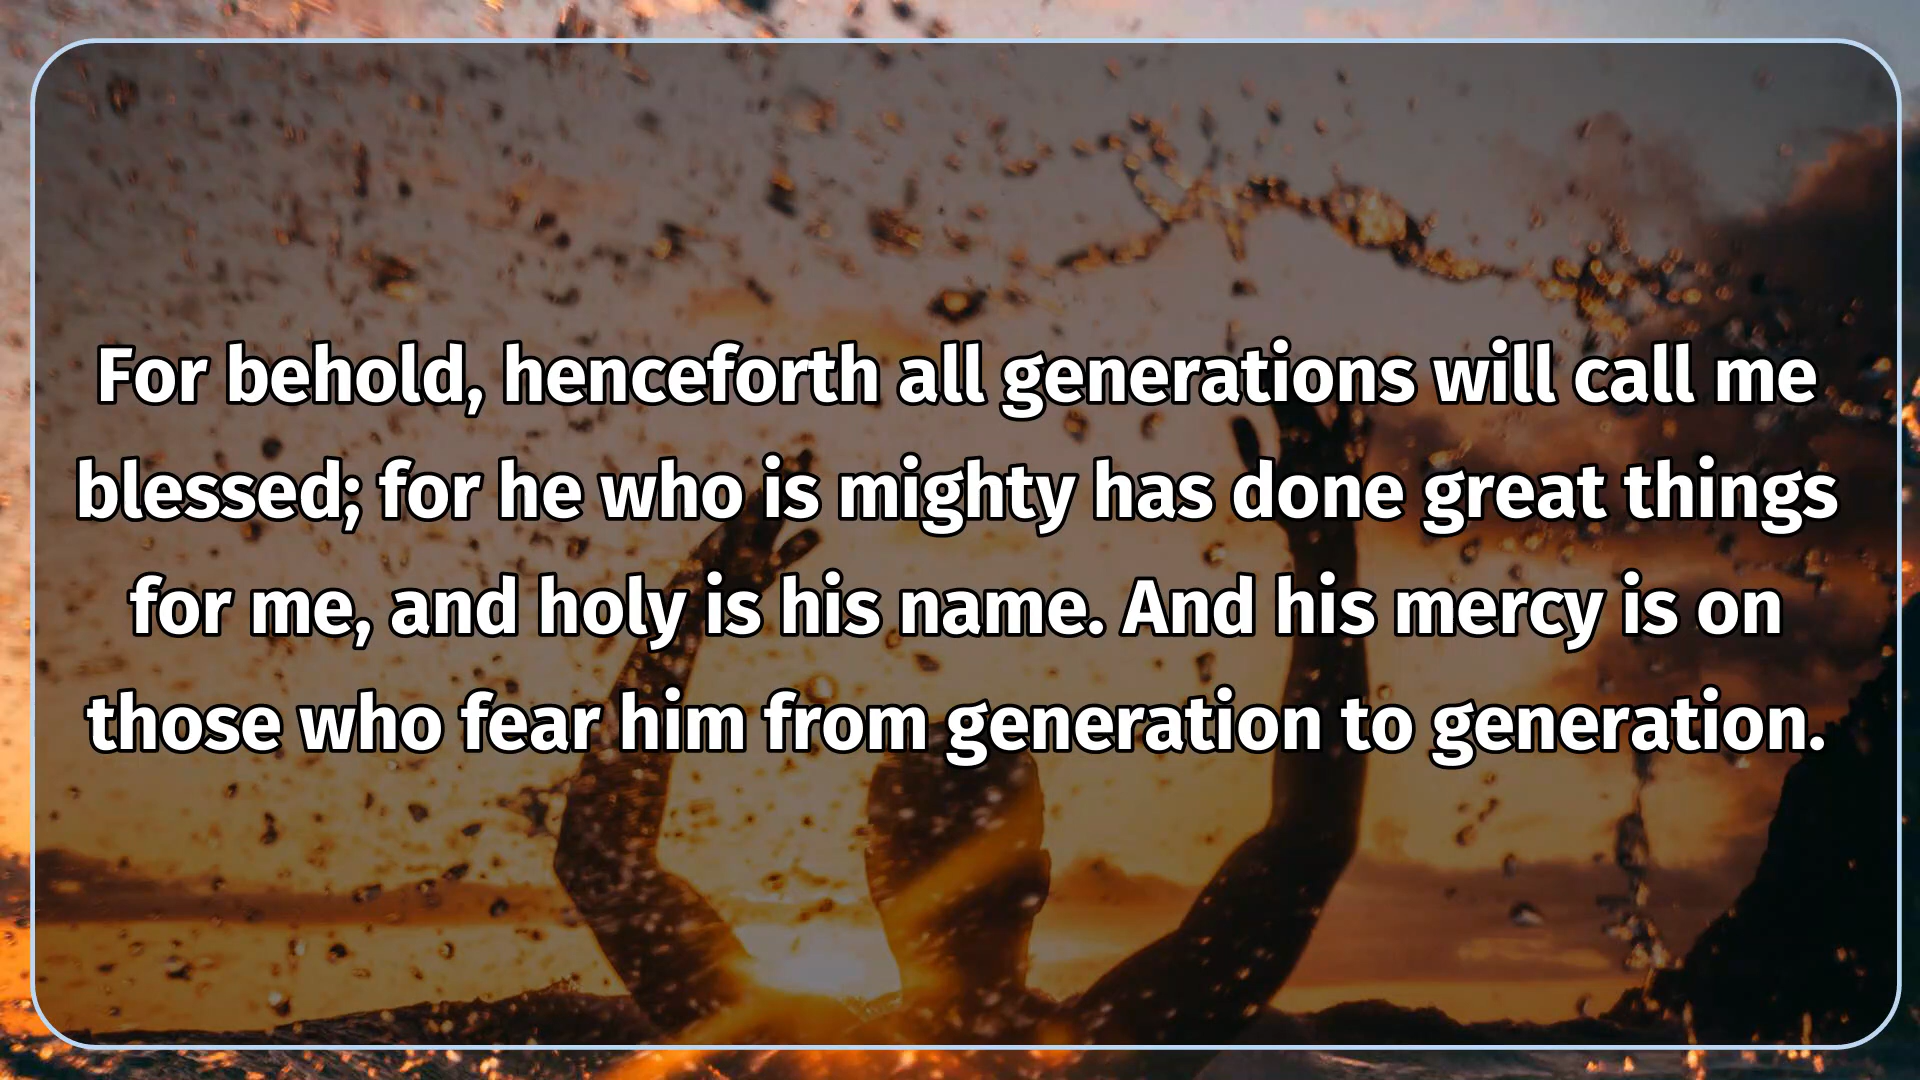 For behold, henceforth all generations will call me
blessed; for he who is mighty has done great things
for me, and holy is his name. And his mercy is on
those who fear him from generation to generation.